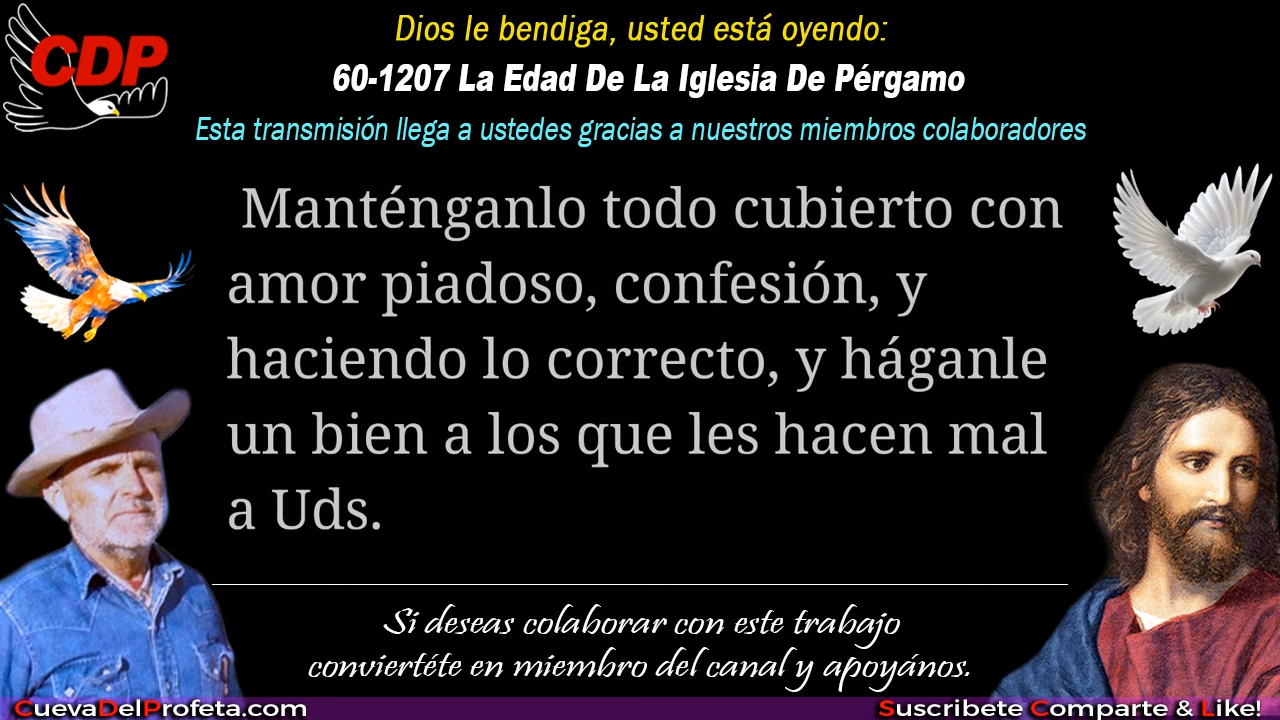 CDP
Dios le bendiga, usted está oyendo:
60-1207 La Edad De La Iglesia De Pérgamo
Esta transmisión llega a ustedes gracias a nuestros miembros colaboradores
Manténganlo todo cubierto con
amor piadoso, confesión, y
haciendo lo correcto, y háganle
un bien a los que les hacen mal
a Uds.
Si deseas colaborar con este trabajo
conviertéte en miembro del canal y apoyános.
CuevaDelProfeta.com
Suscribete Comparte & Like!